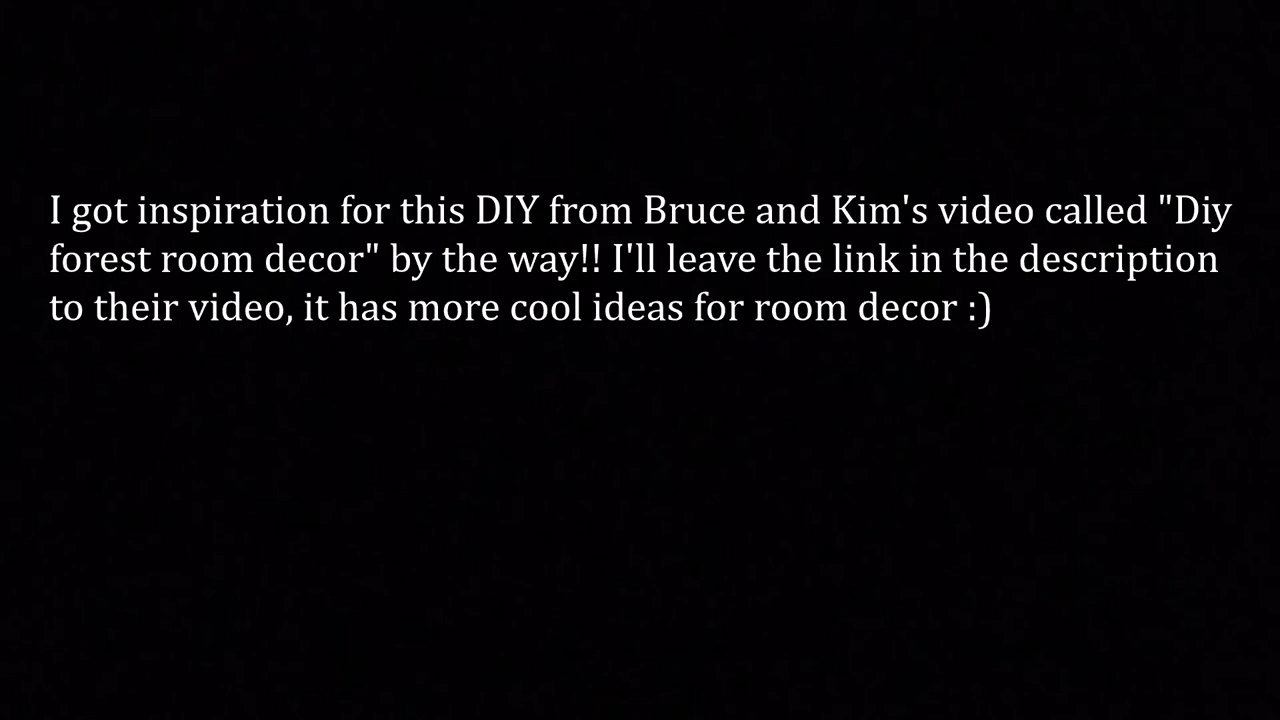 I got inspiration for this DIY from Bruce and Kim's video called "Diy
forest room decor" by the way!! I'll leave the link in the description
to their video, it has more cool ideas for room decor :)